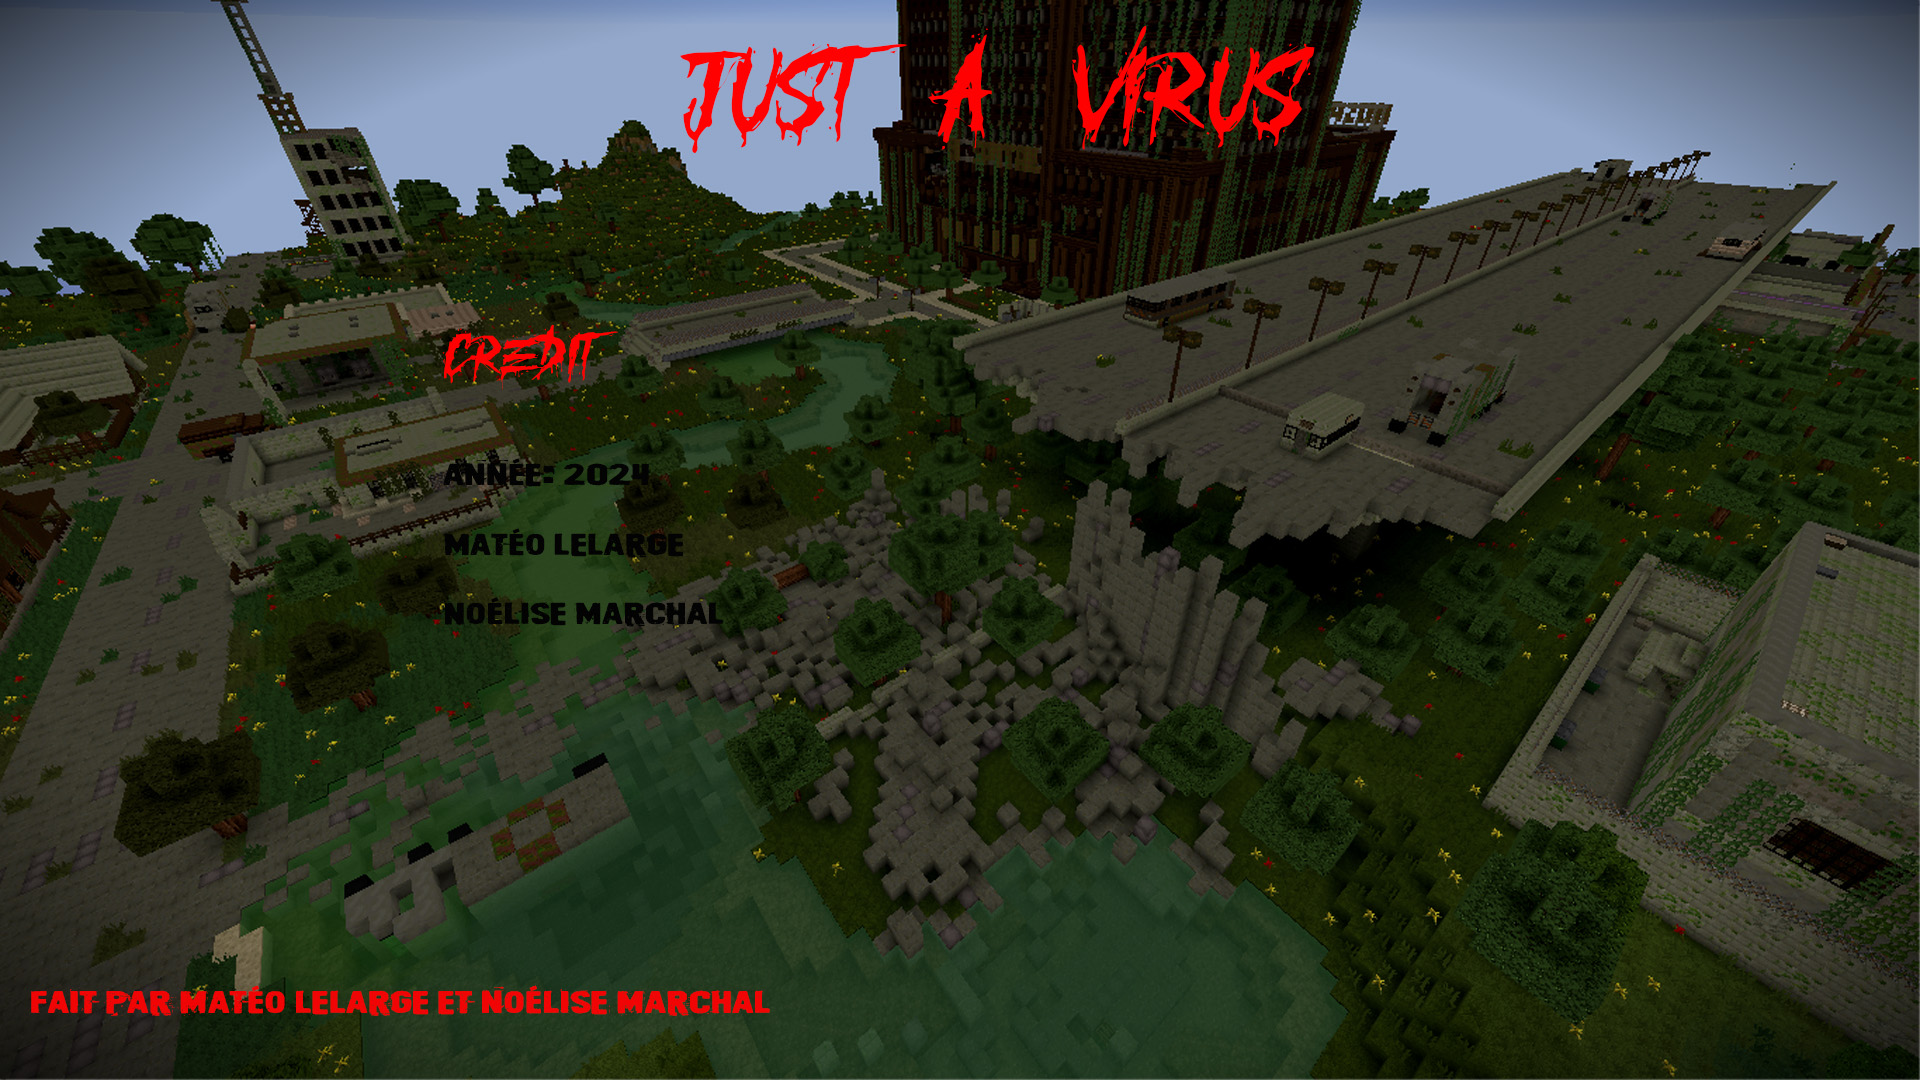 JUST A VIRUS
CREDIT
ANNÉE: 2024
MATÉO LELARGE
NOÉLISE MARCHAL
FAIT PAR MATÉO LELARGE ET NOÉLISE MARCHAL